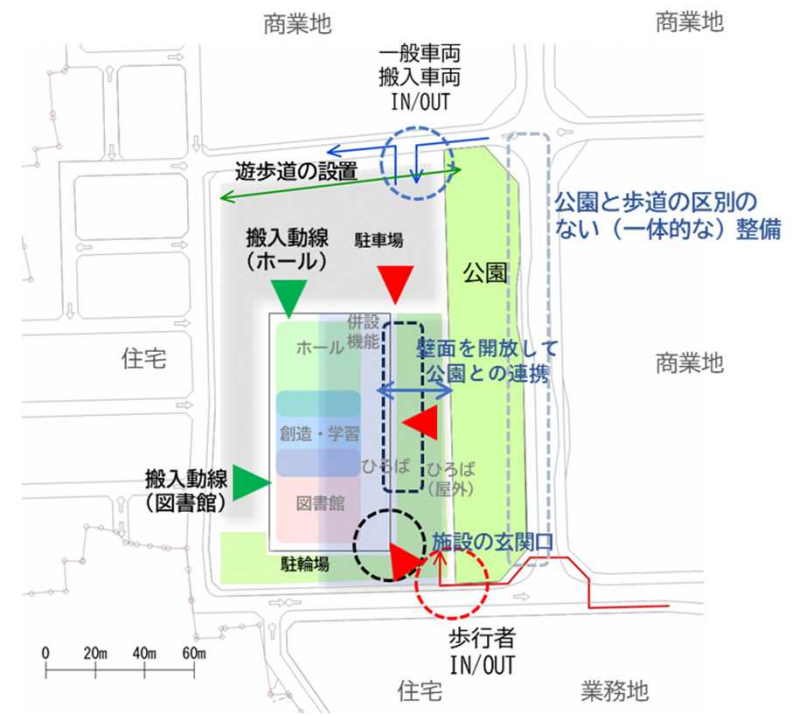 商業地
商業地
一般車両
搬入車両
IN/OUT
遊歩道の設置
公園と歩道の区別の
ない（一体的な）整備
搬入動線
（ホール）
駐車場
公園
併設
機能
ホール
壁面を開放して
公園との連携
住宅
商業地
創造・学習
ひろば
ひろば
（屋外）
搬入動線
（図書館）
図書館
施設の玄関口
駐輪場
歩行者
IN/OUT
0 20m 40m 60m
住宅
業務地